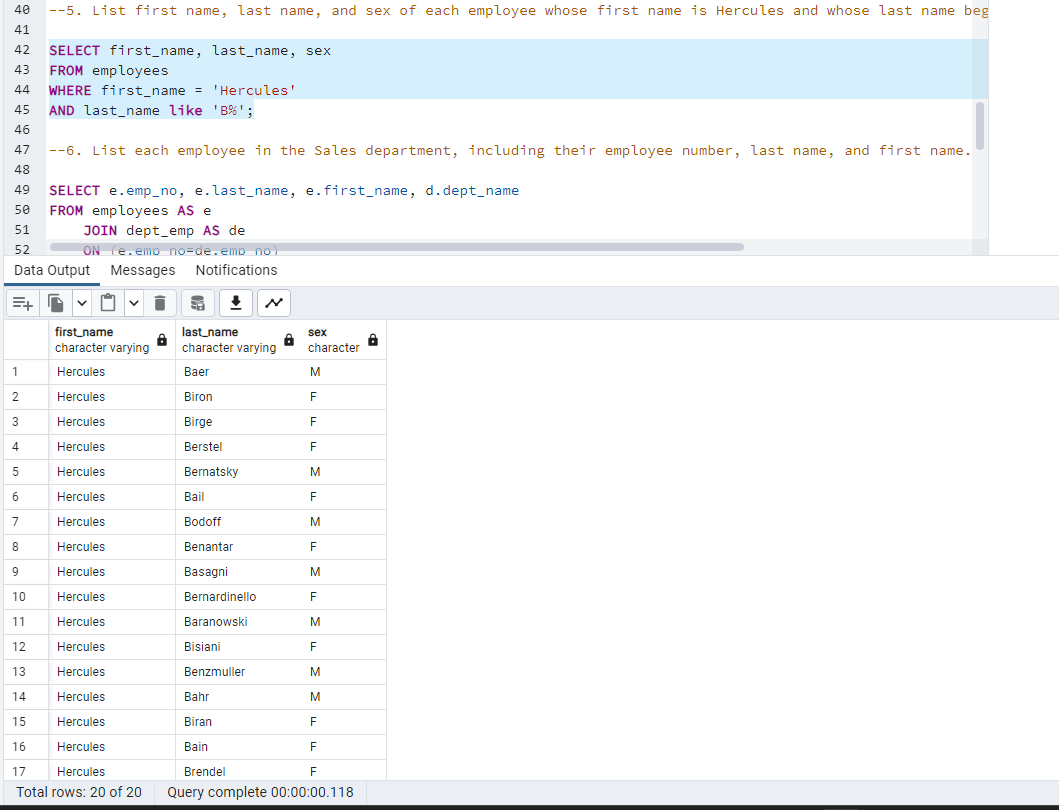 40 --5. List first name, last name, and sex of each employee whose first name is Hercules and whose last name beg
41
42 SELECT first_name, last_name, sex
43 FROM employees
44 WHERE first_name = 'Hercules'
45 AND last_name like 'B%';
46
47 --6. List each employee in the Sales department, including their employee number, last name, and first name.
48
49 SELECT e.emp_no, e.last_name, e.first_name, d.dept_name
50 FROM employees AS e
51 JOIN dept_emp AS de
52 ON (e.emp_no=de.emp_no)
Data Output Messages Notifications
first_name last_name sex
character varying character varying character
1 Hercules Baer M
2 Hercules Biron F
3 Hercules Birge F
4 Hercules Berstel F
5 Hercules Bernatsky M
6 Hercules Bail F
7 Hercules Bodoff M
8 Hercules Benantar F
9 Hercules Basagni M
10 Hercules Bernardinello F
11 Hercules Baranowski M
12 Hercules Bisiani F
13 Hercules Benzmuller M
14 Hercules Bahr M
15 Hercules Biran F
16 Hercules Bain F
17 Hercules Brendel F
Total rows: 20 of 20 Query complete 00:00:00.118